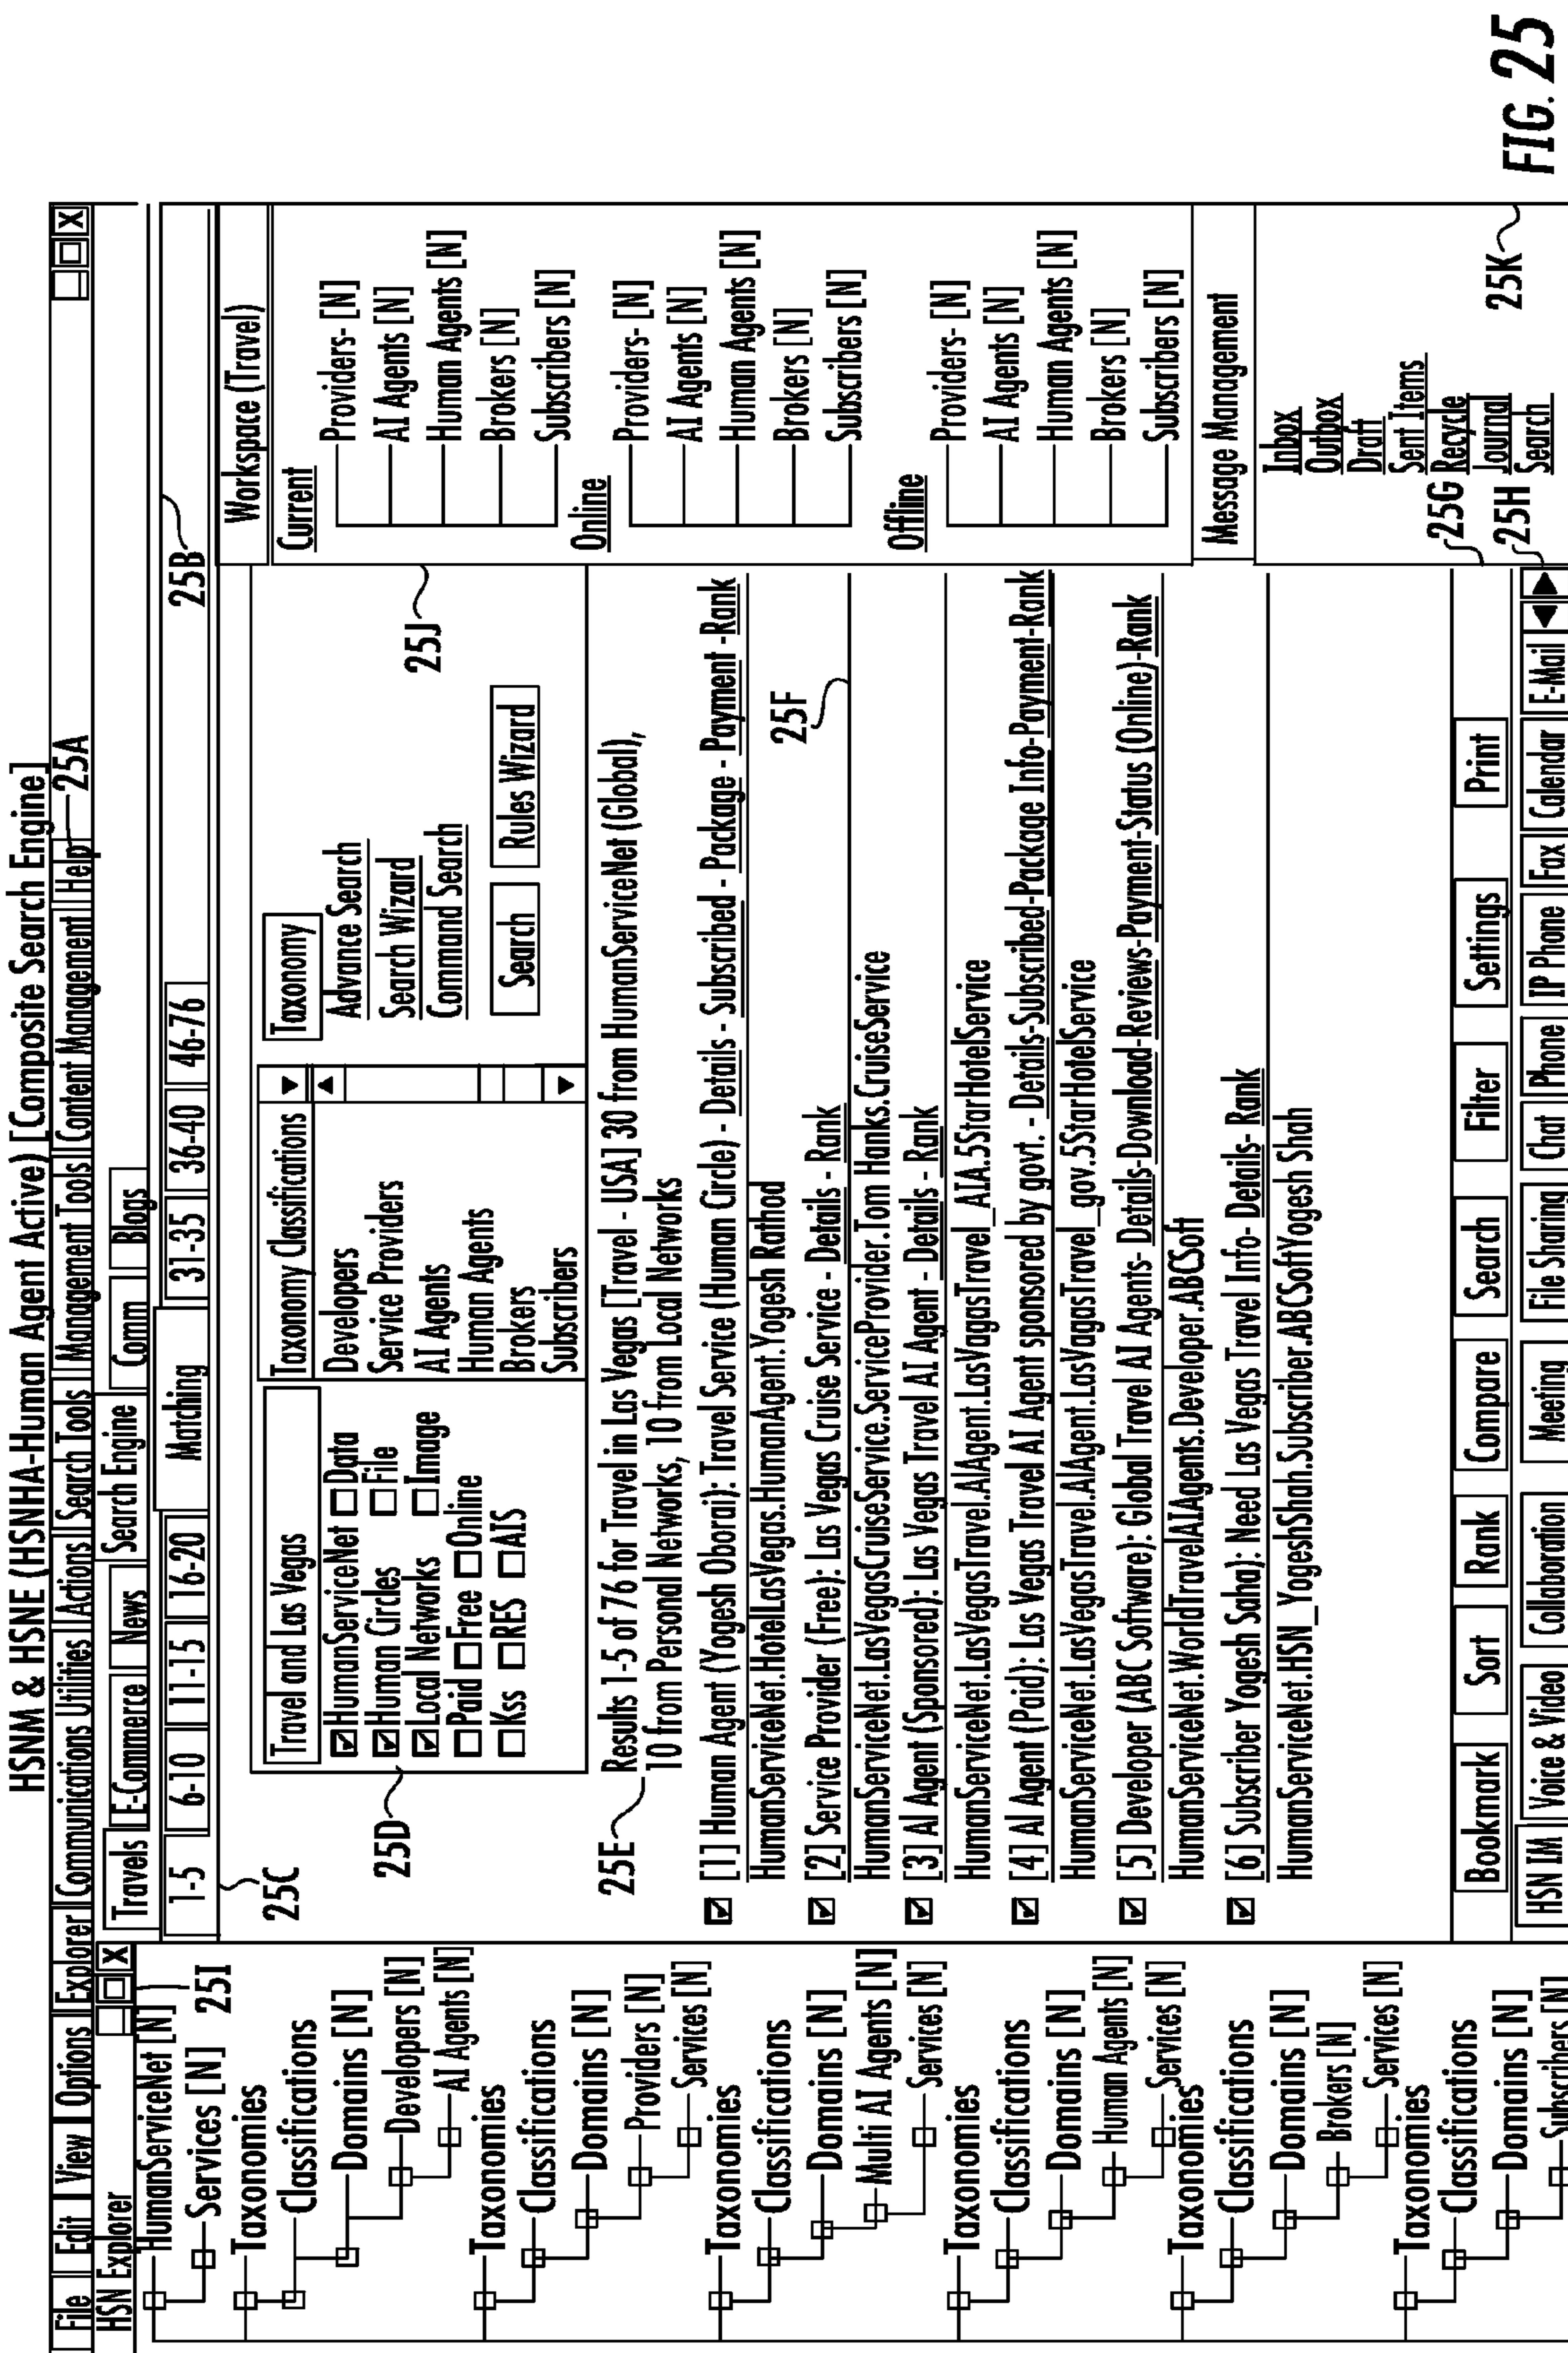 HSNM & HSNE (HSNHA-Human Agent Active) [Composite Search Engine]
File Edit View Options Explorer Communications Utilities Actions Search Tools Management Tools Content Management Help 25A X
HSN Explorer X
25I
HumanServiceNet [N]
Services [N]
Taxonomies
Classifications
Domains [N]
Developers [N]
AI Agents [N]
Taxonomies
Classifications
Domains [N]
Providers [N]
Services [N]
Taxonomies
Classifications
Domains [N]
Multi AI Agents [N]
Services [N]
Taxonomies
Classifications
Domains [N]
Human Agents [N]
Services [N]
Taxonomies
Classifications
Domains [N]
Brokers [N]
Services [N]
Taxonomies
Classifications
Domains [N]
Subscribers [N]
Travels E-Commerce News Search Engine Comm Blogs
25B
1-5 6-10 11-15 16-20 Matching 31-35 36-40 46-76
25C
Travel and Las Vegas
HumanServiceNet Data
Human Circles File
Local Networks Image
Paid Free Online
Kss RES AIS
25D
Taxonomy Classifications
Developers
Service Providers
AI Agents
Human Agents
Brokers
Subscribers
Taxonomy
Advance Search
Search Wizard
Command Search
Search Rules Wizard
25J
25E
Results 1-5 of 76 for Travel in Las Vegas [Travel - USA] 30 from HumanServiceNet (Global),
10 from Personal Networks, 10 from Local Networks
[1] Human Agent (Yogesh Oborai): Travel Service (Human Circle) - Details - Subscribed - Package - Payment -Rank
HumanServiceNet.HotelLasVegas.HumanAgent.Yogesh Rathod
[2] Service Provider (Free): Las Vegas Cruise Service - Details - Rank
25F
HumanServiceNet.LasVegasCruiseService.ServiceProvider.Tom Hanks.CruiseService
[3] AI Agent (Sponsored): Las Vegas Travel AI Agent - Details - Rank
HumanServiceNet.LasVegasTravel.AIAgent.LasVagasTravel_AIA.5StarHotelService
[4] AI Agent (Paid): Las Vegas Travel AI Agent sponsored by govt. - Details-Subscribed-Package Info-Payment-Rank
HumanServiceNet.LasVegasTravel.AIAgent.LasVagasTravel_gov.5StarHotelService
[5] Developer (ABC Software): Global Travel AI Agents- Details-Download-Reviews-Payment-Status (Online)-Rank
HumanServiceNet.WorldTravelAIAgents.Developer.ABCSoft
[6] Subscriber Yogesh Saha): Need Las Vegas Travel Info- Details- Rank
HumanServiceNet.HSN_YogeshShah.Subscriber.ABCSoftYogesh Shah
Bookmark Sort Rank Compare Search Filter Settings Print
25G
HSN IM Voice & Video Collaboration Meeting File Sharing Chat Phone IP Phone Fax Calendar E-Mail
25H
Workspace (Travel)
Current
Providers- [N]
AI Agents [N]
Human Agents [N]
Brokers [N]
Subscribers [N]
Online
Providers- [N]
AI Agents [N]
Human Agents [N]
Brokers [N]
Subscribers [N]
Offline
Providers- [N]
AI Agents [N]
Human Agents [N]
Brokers [N]
Subscribers [N]
Message Management
Inbox
Outbox
Draft
Sent Items
Recycle
Journal
Search
25K
FIG. 25